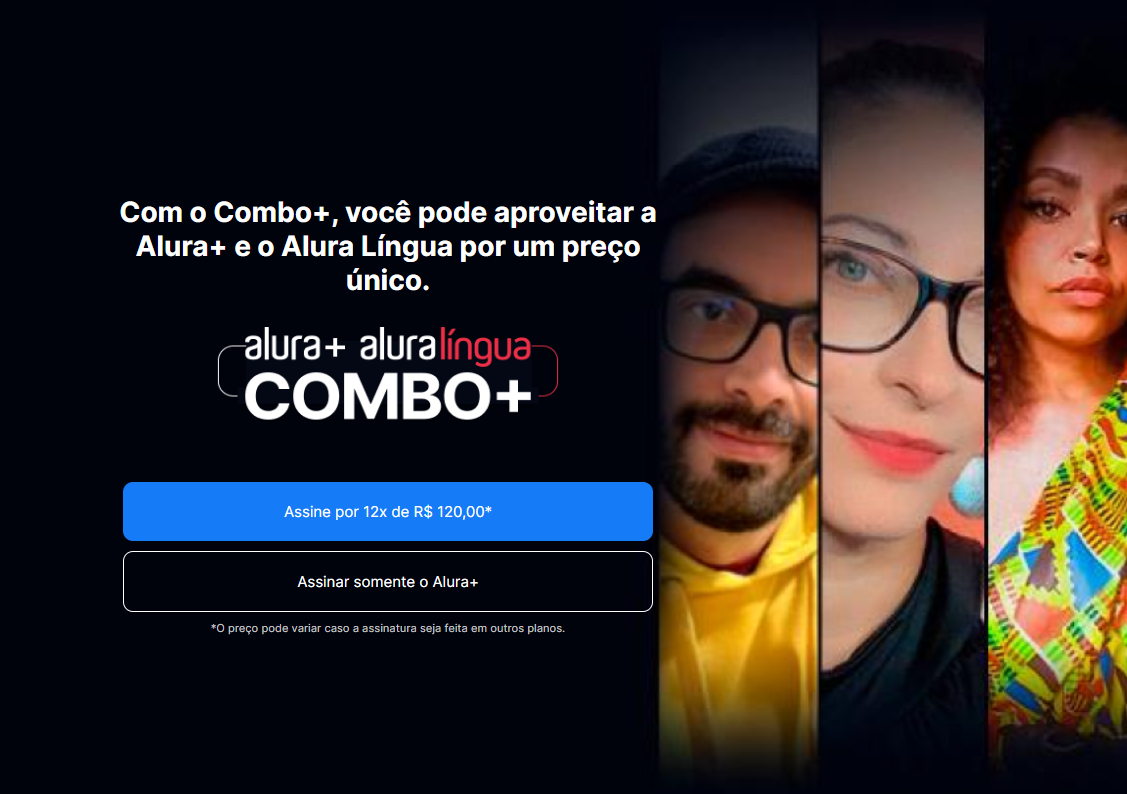 Com o Combo+, você pode aproveitar a
Alura+ e o Alura Língua por um preço
único.
alura+ aluralíngua
COMBO+
Assine por 12x de R$ 120,00*
Assinar somente o Alura+
*O preço pode variar caso a assinatura seja feita em outros planos.